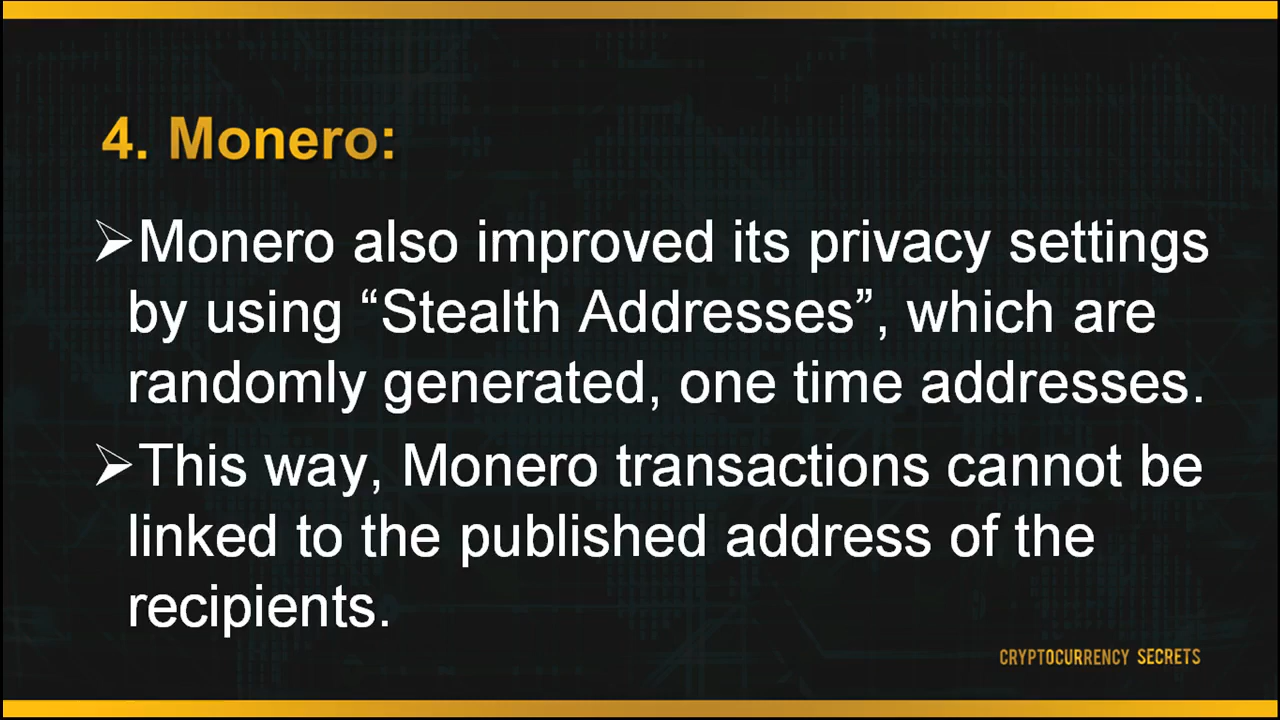 4. Monero:
➢Monero also improved its privacy settings
by using “Stealth Addresses”, which are
randomly generated, one time addresses.
➢This way, Monero transactions cannot be
linked to the published address of the
recipients.
CRYPTOCURRENCY SECRETS